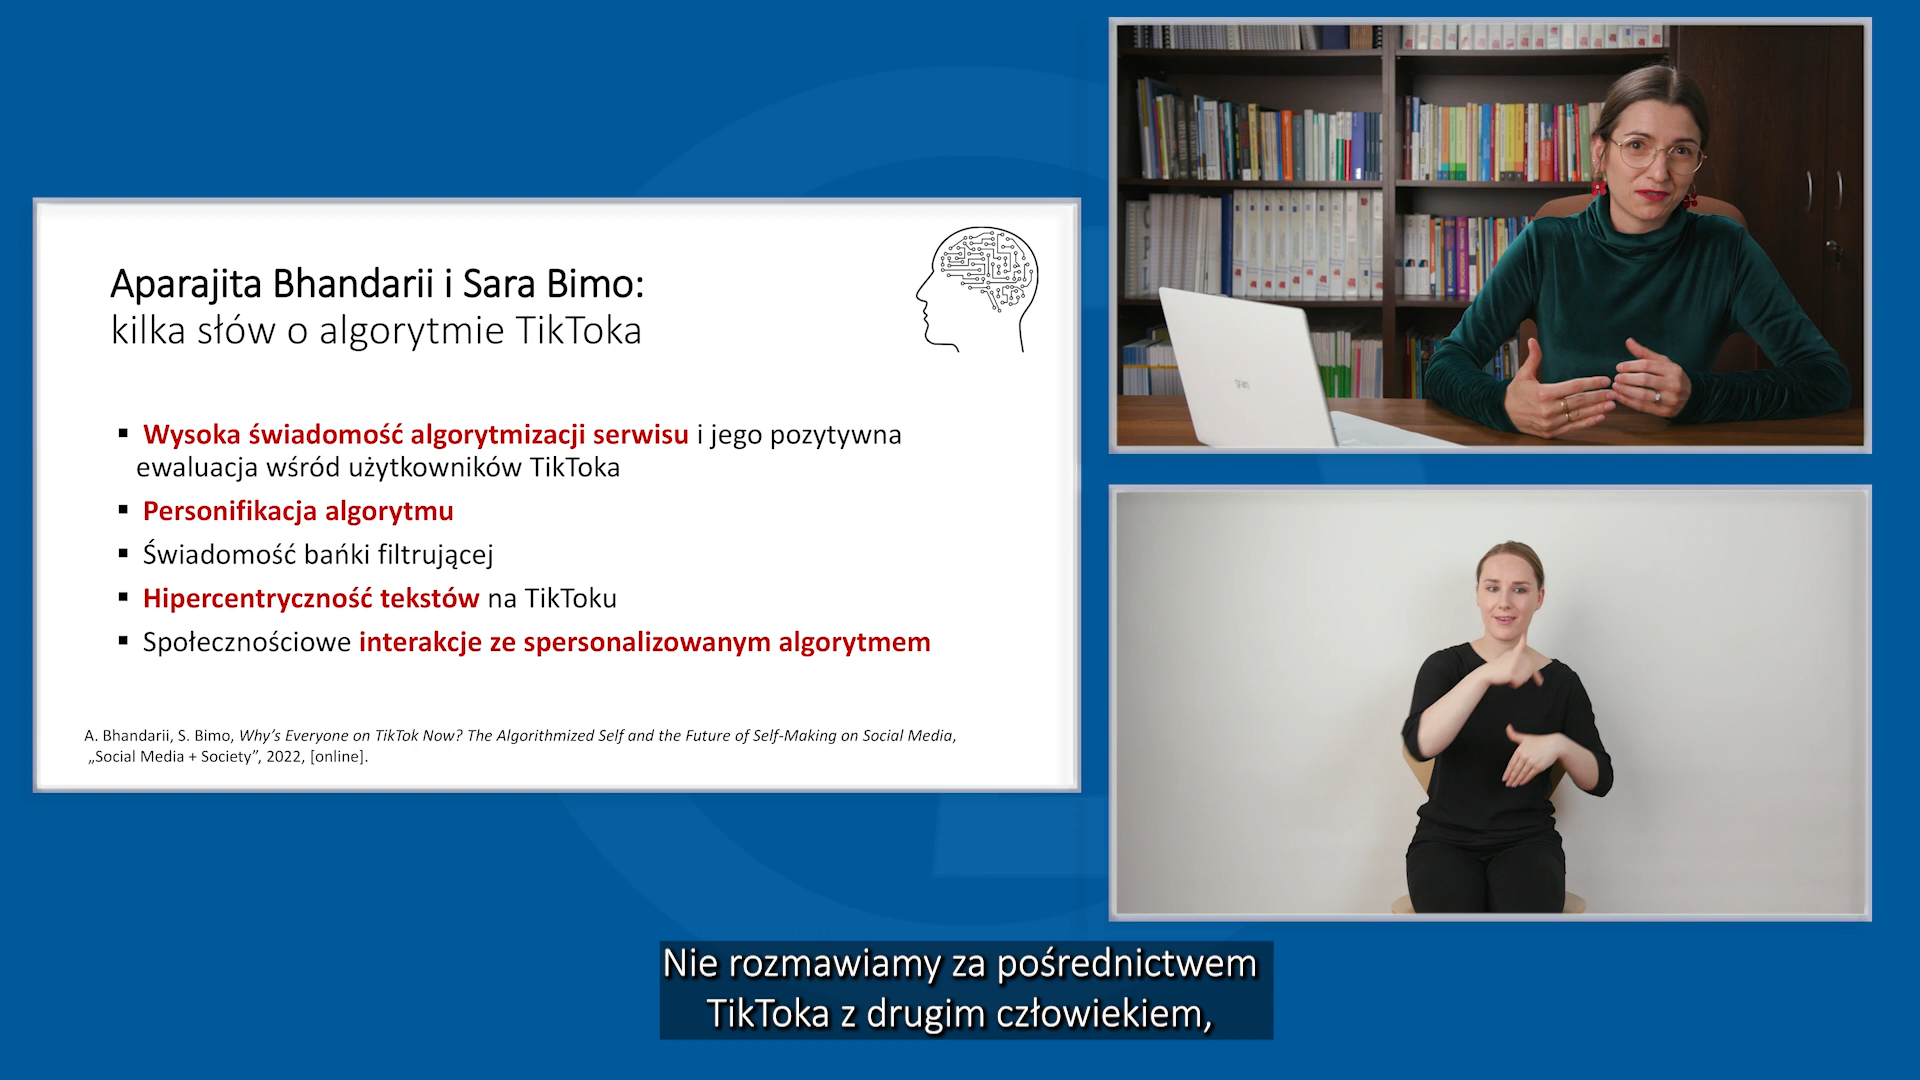 Aparajita Bhandarii i Sara Bimo:
kilka słów o algorytmie TikToka
▪ Wysoka świadomość algorytmizacji serwisu i jego pozytywna
ewaluacja wśród użytkowników TikToka
▪ Personifikacja algorytmu
▪ Świadomość bańki filtrującej
▪ Hipercentryczność tekstów na TikToku
▪ Społecznościowe interakcje ze spersonalizowanym algorytmem
A. Bhandarii, S. Bimo, Why’s Everyone on TikTok Now? The Algorithmized Self and the Future of Self-Making on Social Media,
„Social Media + Society”, 2022, [online].
gram
Nie rozmawiamy za pośrednictwem
TikToka z drugim człowiekiem,